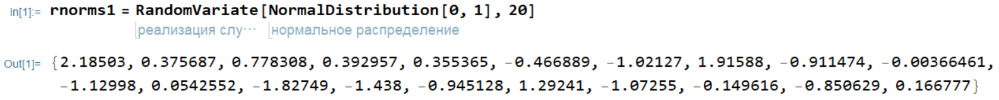 In[1]:= rnorms1 = RandomVariate[NormalDistribution[0, 1], 20]
реализация слу⋯ нормальное распределение
Out[1]= {2.18503, 0.375687, 0.778308, 0.392957, 0.355365, -0.466889, -1.02127, 1.91588, -0.911474, -0.00366461,
-1.12998, 0.0542552, -1.82749, -1.438, -0.945128, 1.29241, -1.07255, -0.149616, -0.850629, 0.166777}